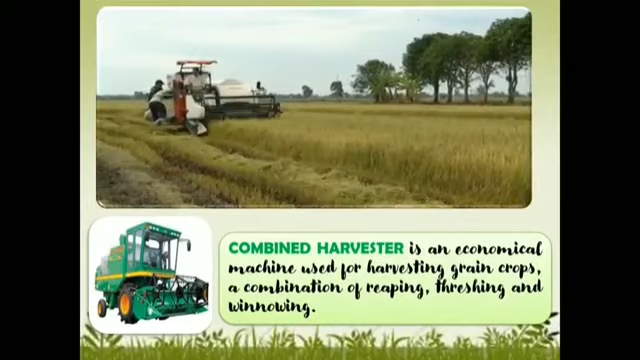 COMBINED HARVESTER is an economical
machine used for harvesting grain crops,
a combination of reaping, threshing and
winnowing.